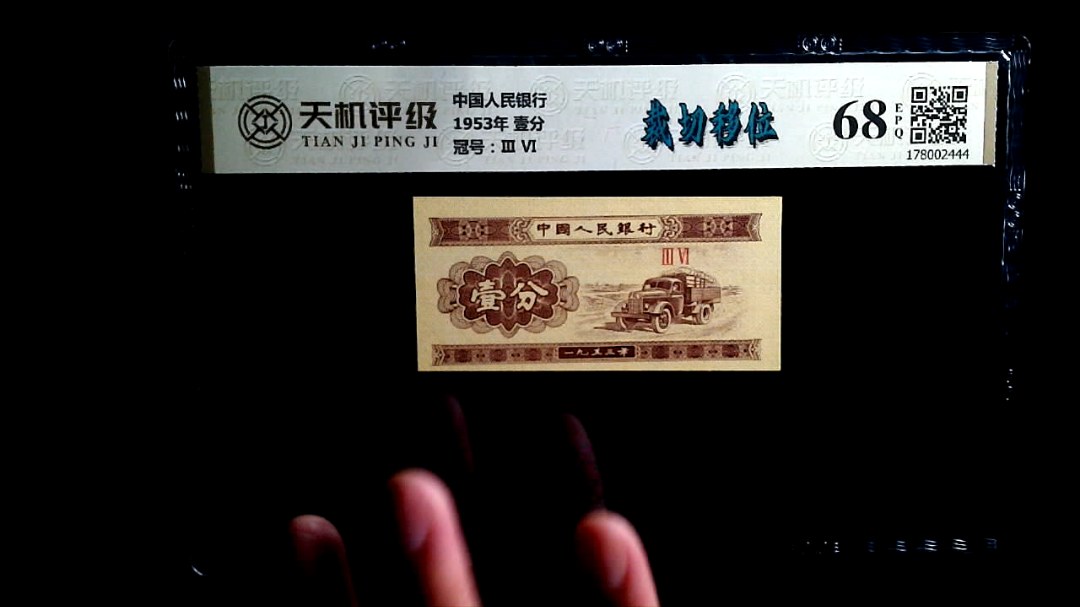 天机评级
TIAN JI PING JI
中国人民银行
1953年 壹分
冠号：Ⅲ Ⅵ
裁切移位
68
EPQ
178002444
中國人民銀行
Ⅲ Ⅵ
壹分
一九五三年